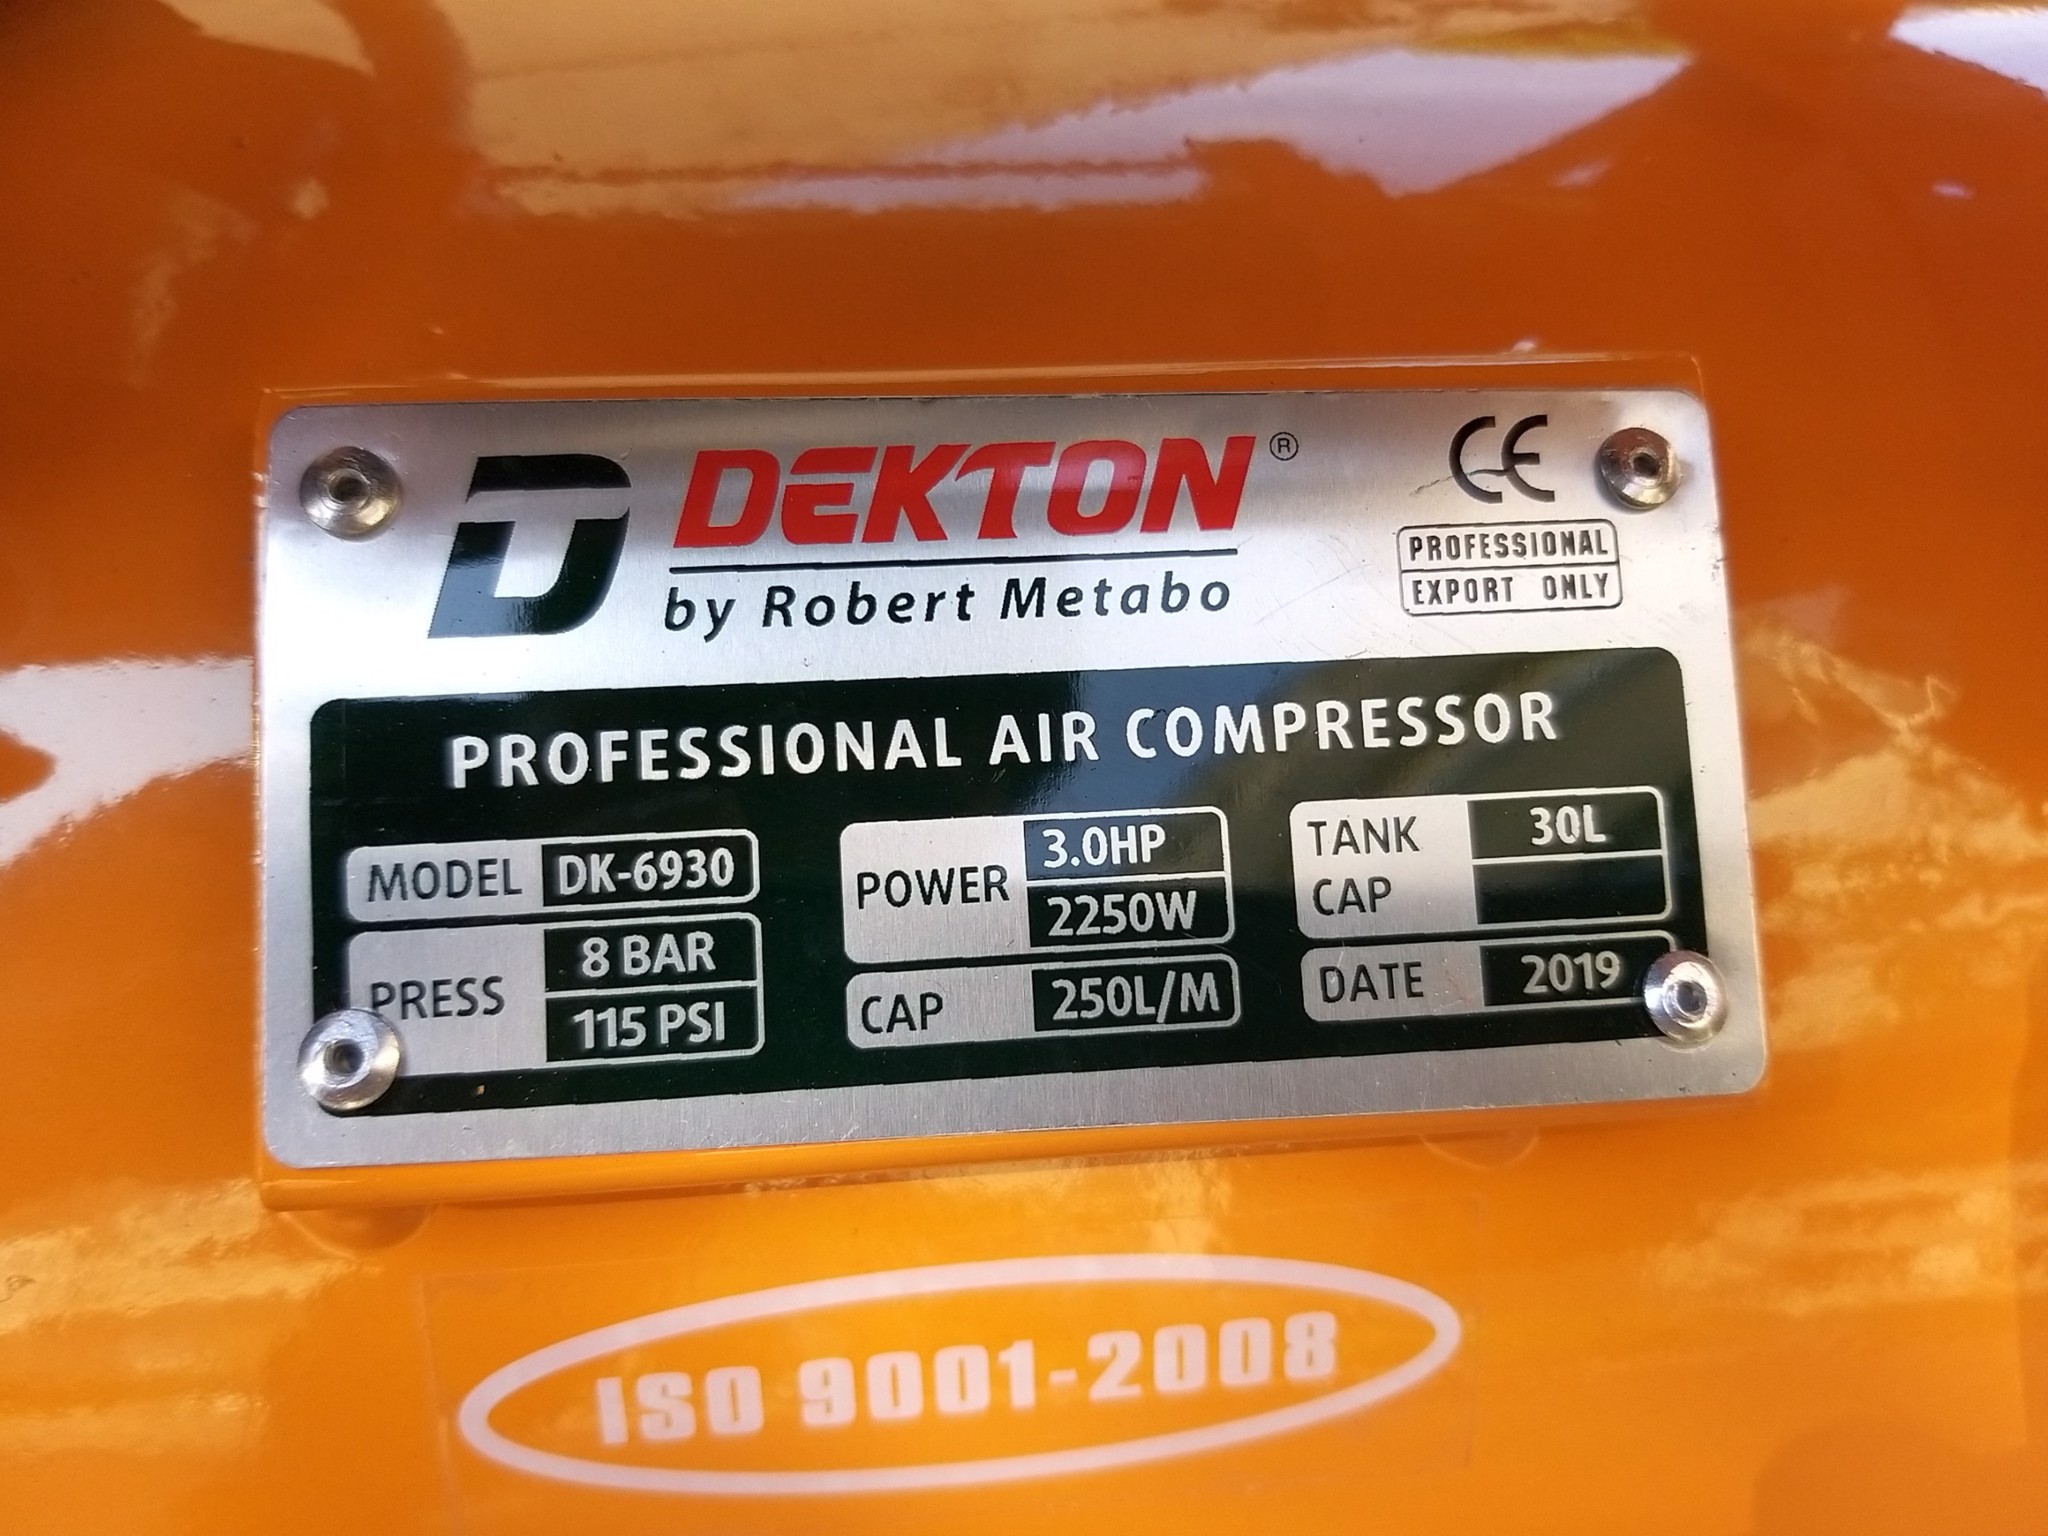 DEKTON ®
by Robert Metabo
CE
PROFESSIONAL
EXPORT ONLY
PROFESSIONAL AIR COMPRESSOR
MODEL DK-6930
PRESS 8 BAR
115 PSI
POWER 3.0HP
2250W
CAP 250L/M
TANK 30L
CAP
DATE 2019
ISO 9001-2008